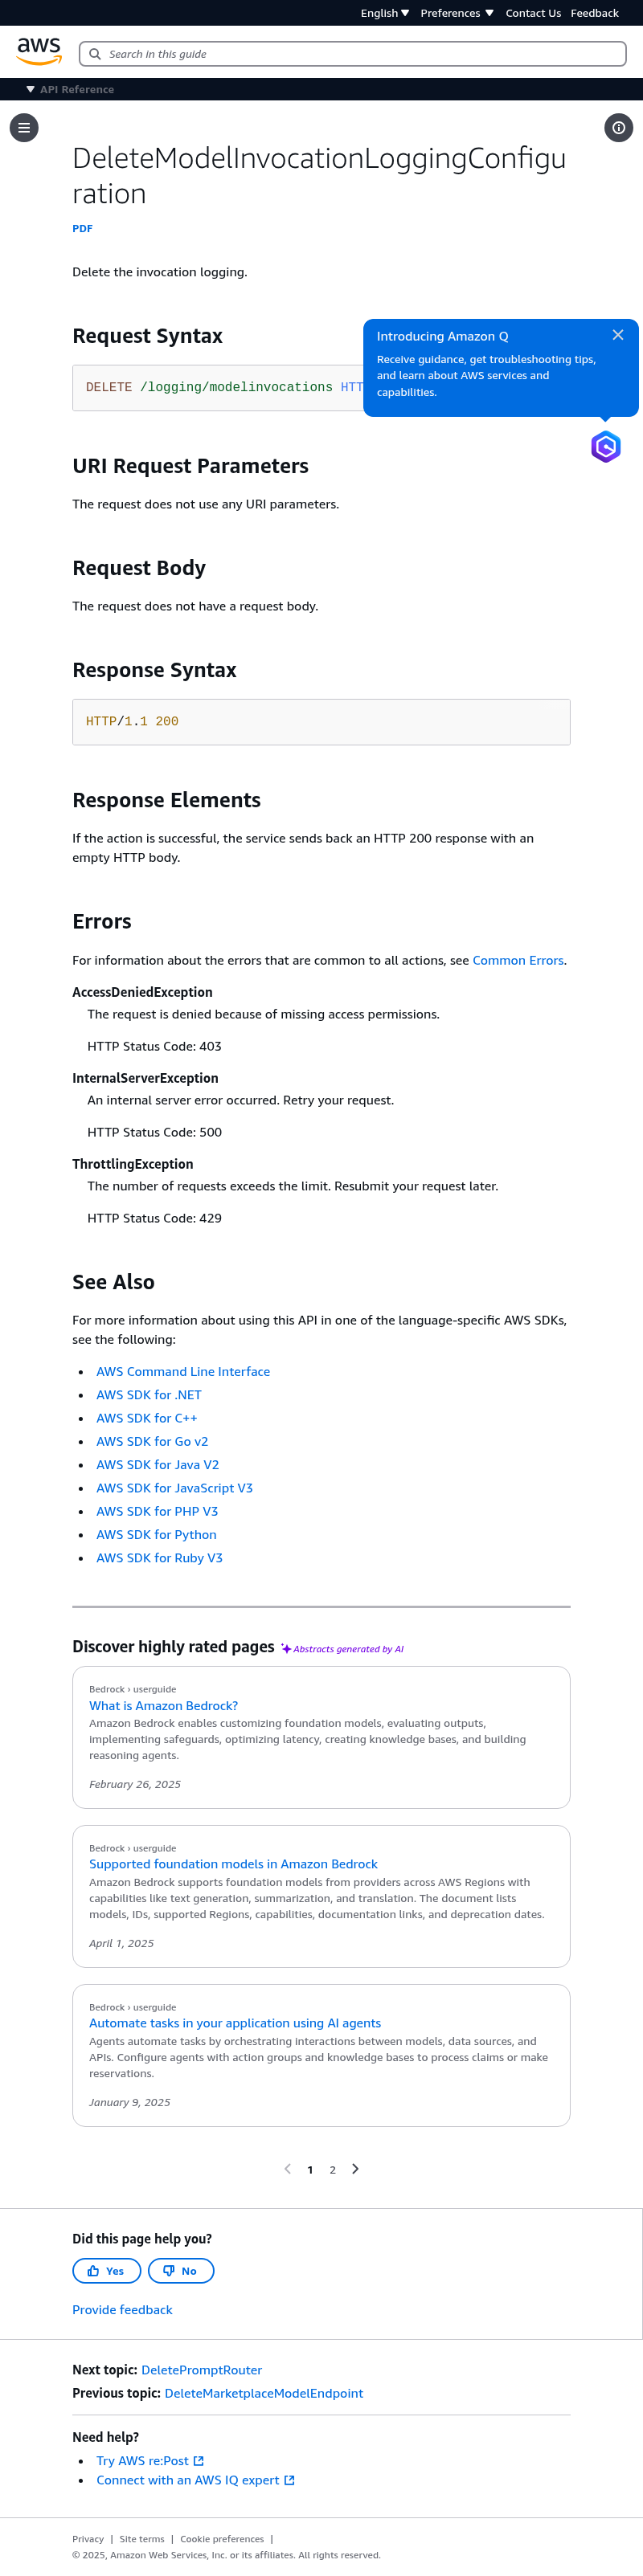 English Preferences Contact Us Feedback
aws
Search in this guide
API Reference
DeleteModelInvocationLoggingConfigu
ration
PDF
Delete the invocation logging.
Request Syntax
Introducing Amazon Q
Receive guidance, get troubleshooting tips,
and learn about AWS services and
capabilities.
DELETE /logging/modelinvocations HTT
URI Request Parameters
The request does not use any URI parameters.
Request Body
The request does not have a request body.
Response Syntax
HTTP/1.1 200
Response Elements
If the action is successful, the service sends back an HTTP 200 response with an
empty HTTP body.
Errors
For information about the errors that are common to all actions, see Common Errors.
AccessDeniedException
The request is denied because of missing access permissions.
HTTP Status Code: 403
InternalServerException
An internal server error occurred. Retry your request.
HTTP Status Code: 500
ThrottlingException
The number of requests exceeds the limit. Resubmit your request later.
HTTP Status Code: 429
See Also
For more information about using this API in one of the language-specific AWS SDKs,
see the following:
AWS Command Line Interface
AWS SDK for .NET
AWS SDK for C++
AWS SDK for Go v2
AWS SDK for Java V2
AWS SDK for JavaScript V3
AWS SDK for PHP V3
AWS SDK for Python
AWS SDK for Ruby V3
Discover highly rated pages Abstracts generated by AI
Bedrock › userguide
What is Amazon Bedrock?
Amazon Bedrock enables customizing foundation models, evaluating outputs,
implementing safeguards, optimizing latency, creating knowledge bases, and building
reasoning agents.
February 26, 2025
Bedrock › userguide
Supported foundation models in Amazon Bedrock
Amazon Bedrock supports foundation models from providers across AWS Regions with
capabilities like text generation, summarization, and translation. The document lists
models, IDs, supported Regions, capabilities, documentation links, and deprecation dates.
April 1, 2025
Bedrock › userguide
Automate tasks in your application using AI agents
Agents automate tasks by orchestrating interactions between models, data sources, and
APIs. Configure agents with action groups and knowledge bases to process claims or make
reservations.
January 9, 2025
1 2
Did this page help you?
Yes No
Provide feedback
Next topic: DeletePromptRouter
Previous topic: DeleteMarketplaceModelEndpoint
Need help?
Try AWS re:Post
Connect with an AWS IQ expert
Privacy | Site terms | Cookie preferences |
© 2025, Amazon Web Services, Inc. or its affiliates. All rights reserved.